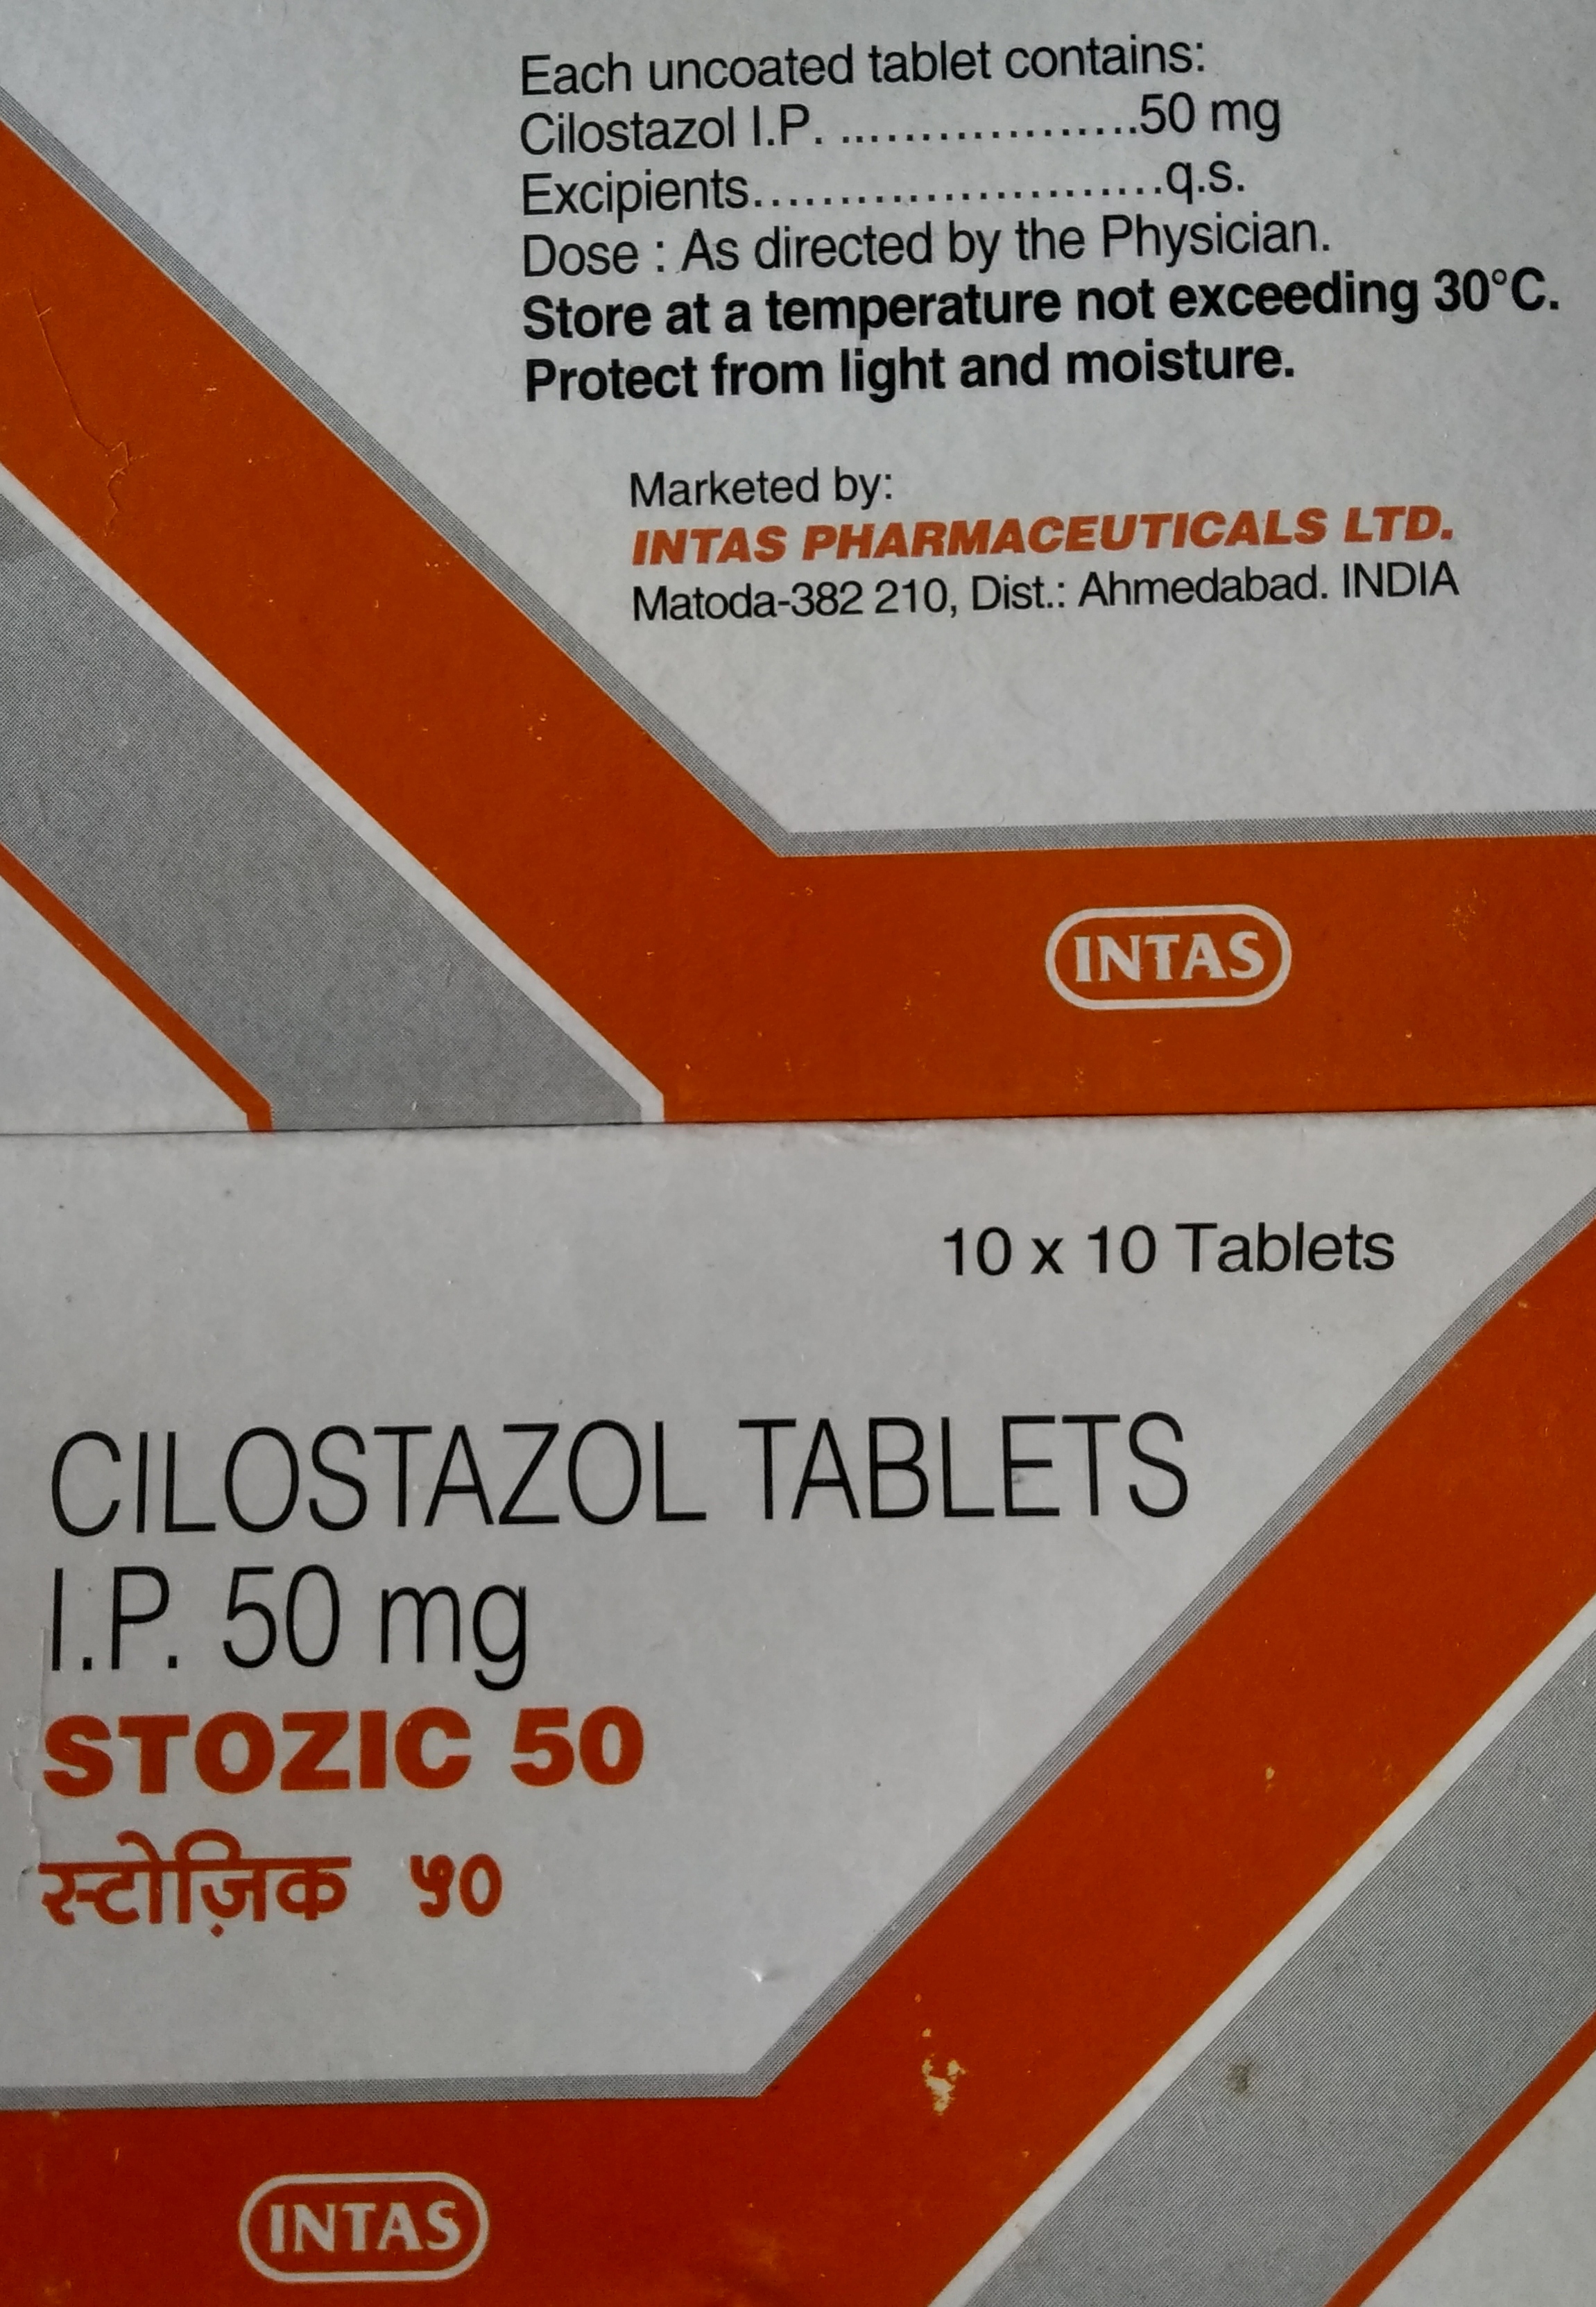 Each uncoated tablet contains:
Cilostazol I.P. ...................50 mg
Excipients.........................q.s.
Dose : As directed by the Physician.
Store at a temperature not exceeding 30°C.
Protect from light and moisture.
Marketed by:
INTAS PHARMACEUTICALS LTD.
Matoda-382 210, Dist.: Ahmedabad. INDIA
INTAS
10 x 10 Tablets
CILOSTAZOL TABLETS
I.P. 50 mg
STOZIC 50
स्टोज़िक ५०
INTAS